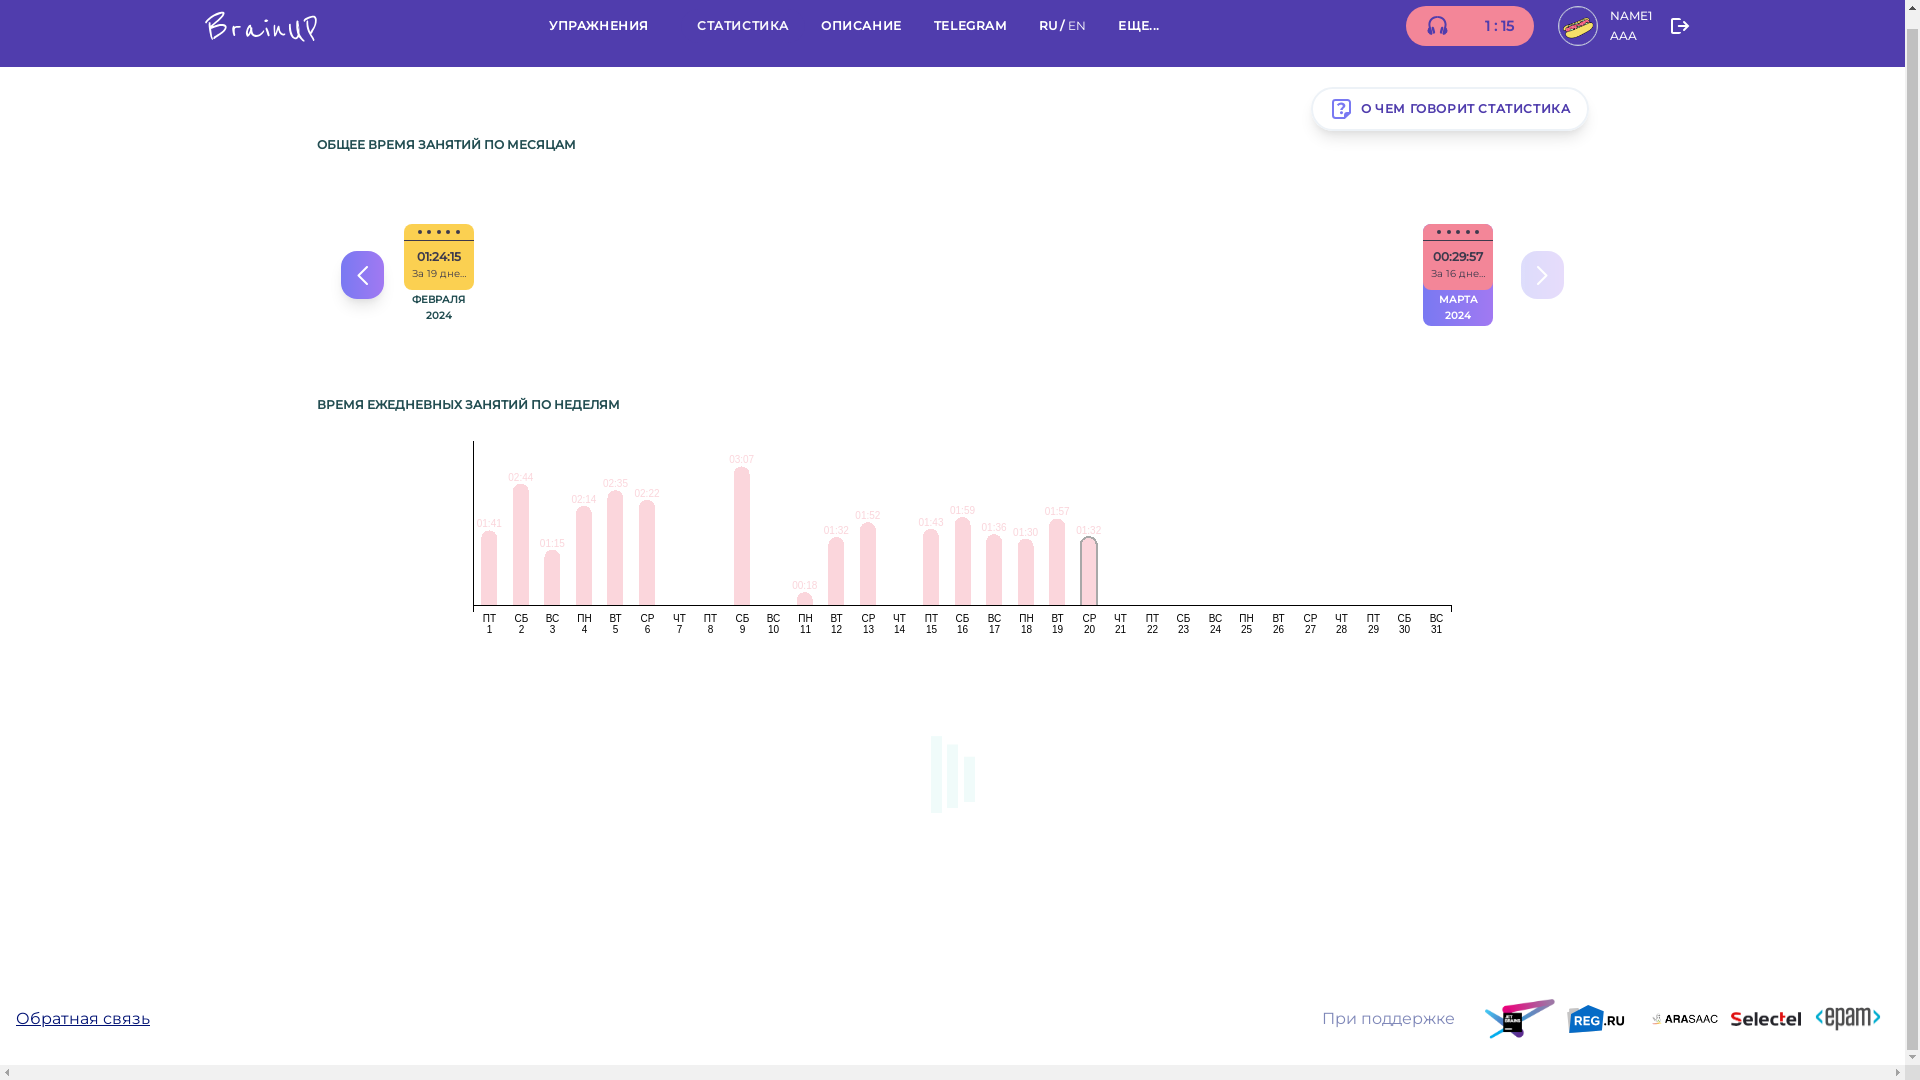 BrainUP
УПРАЖНЕНИЯ СТАТИСТИКА ОПИСАНИЕ TELEGRAM RU / EN ЕЩЕ...
1 : 15
NAME1
AAA
О ЧЕМ ГОВОРИТ СТАТИСТИКА
ОБЩЕЕ ВРЕМЯ ЗАНЯТИЙ ПО МЕСЯЦАМ
01:24:15
За 19 дне...
ФЕВРАЛЯ
2024
00:29:57
За 16 дне...
МАРТА
2024
ВРЕМЯ ЕЖЕДНЕВНЫХ ЗАНЯТИЙ ПО НЕДЕЛЯМ
01:41 02:44 01:15 02:14 02:35 02:22 03:07 00:18 01:32 01:52 01:43 01:59 01:36 01:30 01:57 01:32
ПТ СБ ВС ПН ВТ СР ЧТ ПТ СБ ВС ПН ВТ СР ЧТ ПТ СБ ВС ПН ВТ СР ЧТ ПТ СБ ВС ПН ВТ СР ЧТ ПТ СБ ВС
1 2 3 4 5 6 7 8 9 10 11 12 13 14 15 16 17 18 19 20 21 22 23 24 25 26 27 28 29 30 31
Обратная связь
При поддержке
JET BRAINS
REG.RU
ARASAAC
Selectel
<epam>